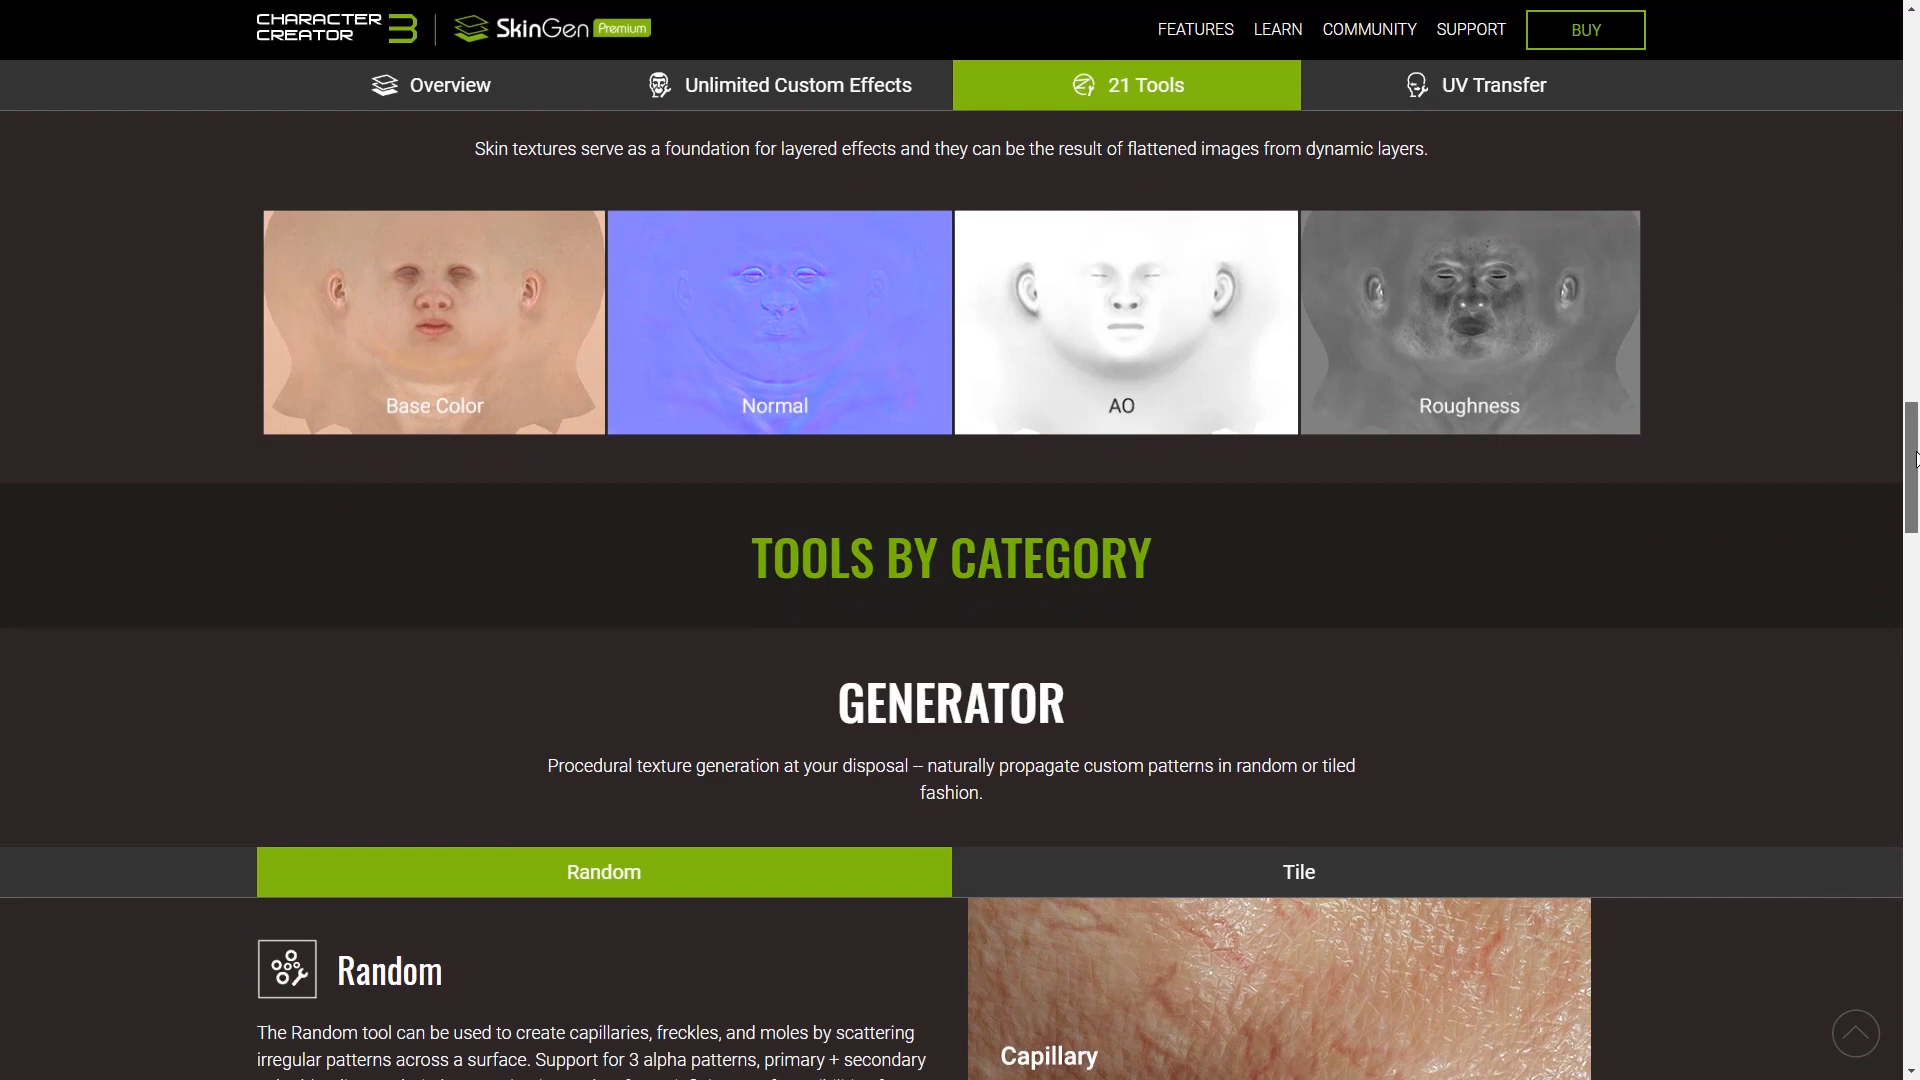 CHARACTER CREATOR 3
SkinGen Premium
FEATURES LEARN COMMUNITY SUPPORT BUY
Overview
Unlimited Custom Effects
21 Tools
UV Transfer
Skin textures serve as a foundation for layered effects and they can be the result of flattened images from dynamic layers.
Base Color
Normal
AO
Roughness
TOOLS BY CATEGORY
GENERATOR
Procedural texture generation at your disposal – naturally propagate custom patterns in random or tiled
fashion.
Random
Tile
Random
The Random tool can be used to create capillaries, freckles, and moles by scattering
irregular patterns across a surface. Support for 3 alpha patterns, primary + secondary
Capillary